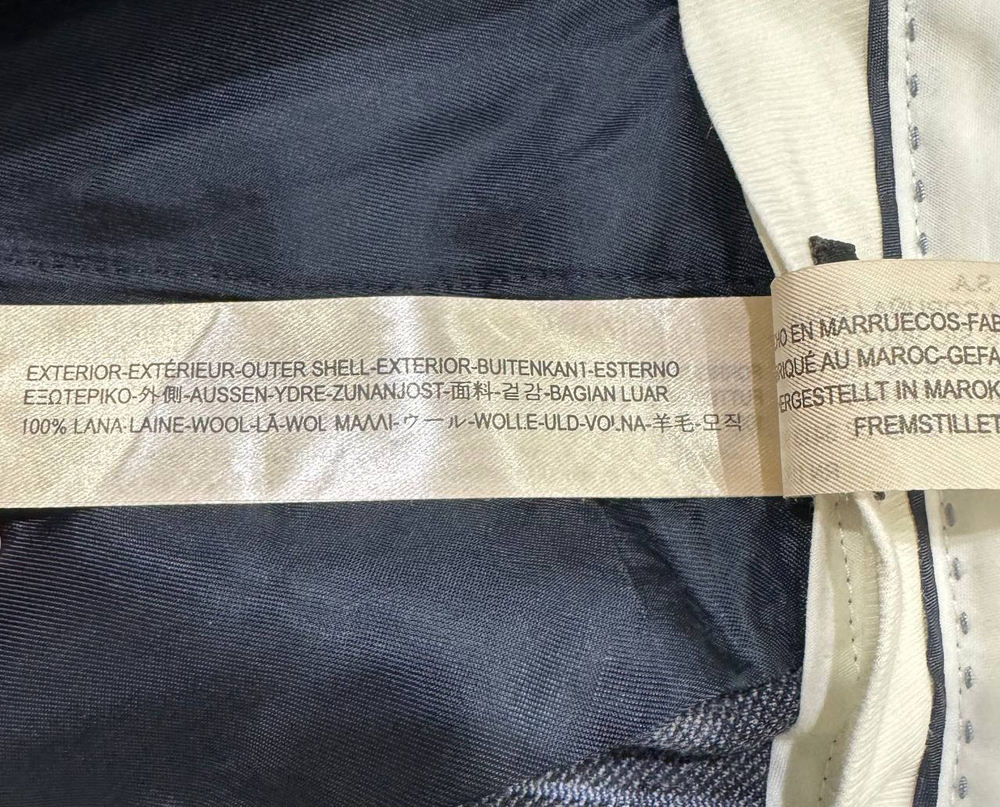 EXTERIOR-EXTÉRIEUR-OUTER SHELL-EXTERIOR-BUITENKANT-ESTERNO
ΕΞΩΤΕΡΙΚΟ-外側-AUSSEN-YDRE-ZUNANJOST-面料-겉감-BAGIAN LUAR
100% LANA-LAINE-WOOL-LÃ-WOL ΜΑΛΛΙ-ウール-WOLLE-ULD-VOLNA-羊毛-모직
S.A.
HO EN MARRUECOS-FAB
RIQUÉ AU MAROC-GEFA
ERGESTELLT IN MAROK
FREMSTILLET